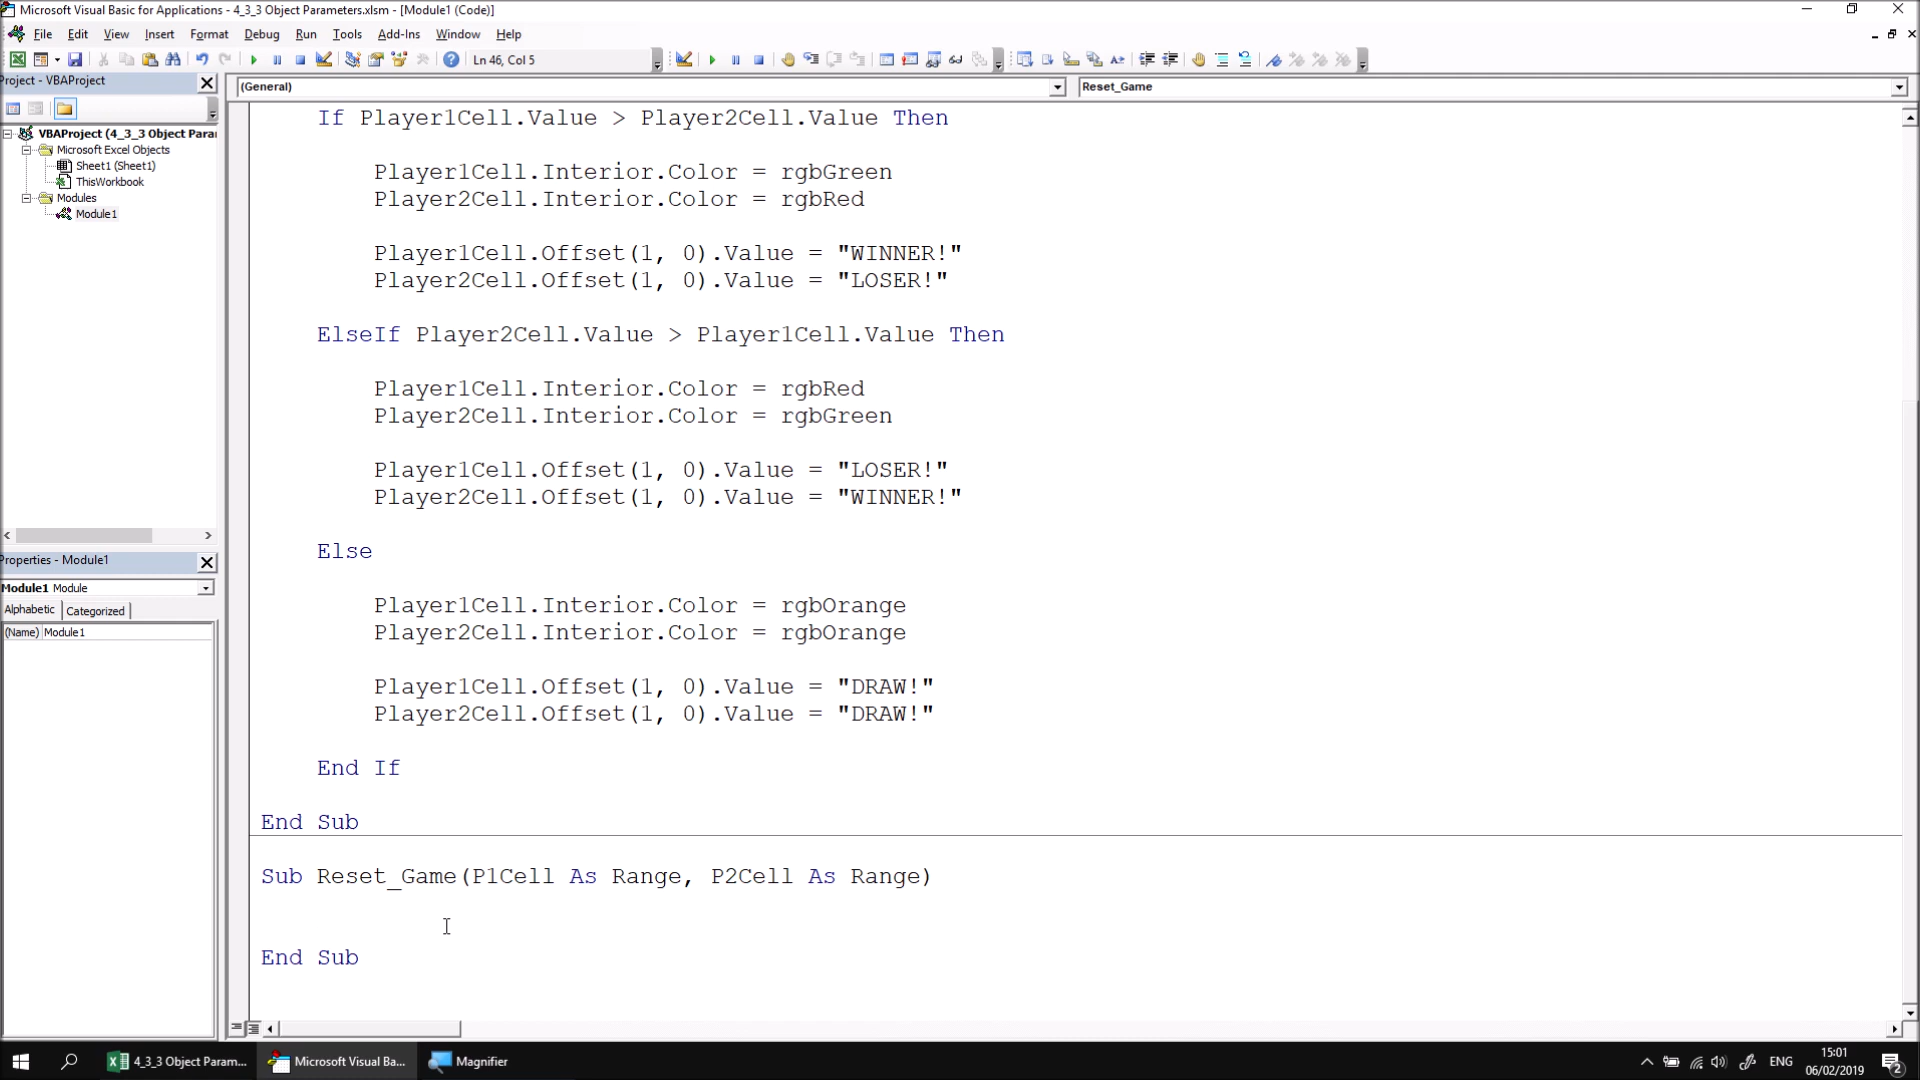 Microsoft Visual Basic for Applications - 4_3_3 Object Parameters.xlsm - [Module1 (Code)]
File Edit View Insert Format Debug Run Tools Add-Ins Window Help
Ln 46, Col 5
Project - VBAProject
(General)
Reset_Game
VBAProject (4_3_3 Object Para
Microsoft Excel Objects
Sheet1 (Sheet1)
ThisWorkbook
Modules
Module1
Properties - Module1
Module1 Module
Alphabetic Categorized
(Name) Module1
If Player1Cell.Value > Player2Cell.Value Then
Player1Cell.Interior.Color = rgbGreen
Player2Cell.Interior.Color = rgbRed
Player1Cell.Offset(1, 0).Value = "WINNER!"
Player2Cell.Offset(1, 0).Value = "LOSER!"
ElseIf Player2Cell.Value > Player1Cell.Value Then
Player1Cell.Interior.Color = rgbRed
Player2Cell.Interior.Color = rgbGreen
Player1Cell.Offset(1, 0).Value = "LOSER!"
Player2Cell.Offset(1, 0).Value = "WINNER!"
Else
Player1Cell.Interior.Color = rgbOrange
Player2Cell.Interior.Color = rgbOrange
Player1Cell.Offset(1, 0).Value = "DRAW!"
Player2Cell.Offset(1, 0).Value = "DRAW!"
End If
End Sub
Sub Reset_Game(P1Cell As Range, P2Cell As Range)
End Sub
4_3_3 Object Param...
Microsoft Visual Ba...
Magnifier
ENG
15:01
06/02/2019
2